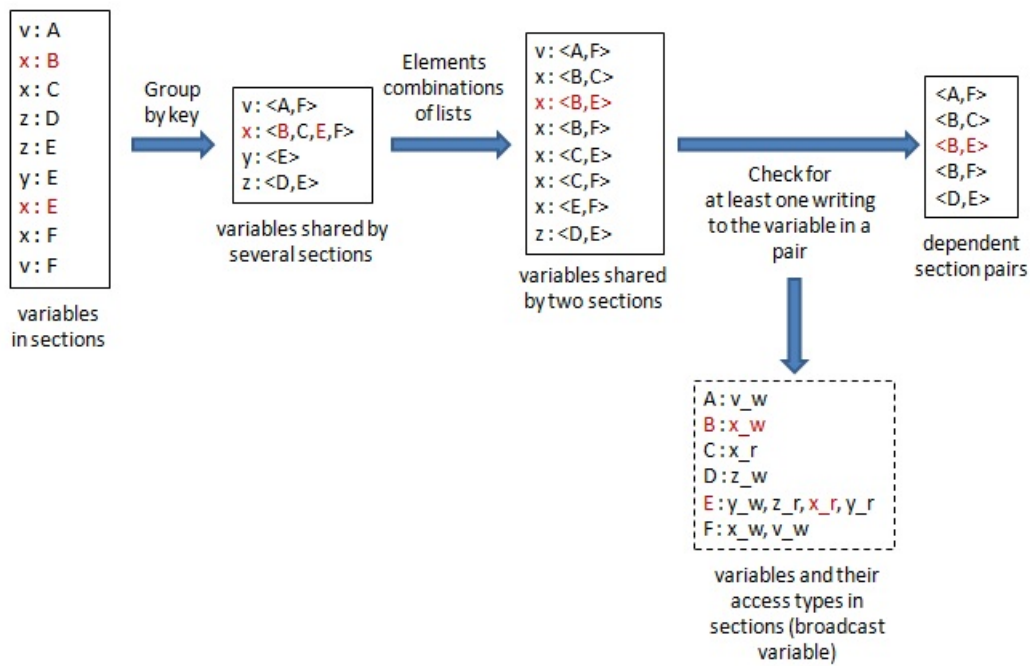 v : A
x : B
x : C
z : D
z : E
y : E
x : E
x : F
v : F
variables
in sections
Group
by key
v : <A,F>
x : <B,C,E,F>
y : <E>
z : <D,E>
variables shared by
several sections
Elements
combinations
of lists
v : <A,F>
x : <B,C>
x : <B,E>
x : <B,F>
x : <C,E>
x : <C,F>
x : <E,F>
z : <D,E>
variables shared
by two sections
Check for
at least one writing
to the variable in a
pair
<A,F>
<B,C>
<B,E>
<B,F>
<D,E>
dependent
section pairs
A : v_w
B : x_w
C : x_r
D : z_w
E : y_w, z_r, x_r, y_r
F : x_w, v_w
variables and their
access types in
sections (broadcast
variable)